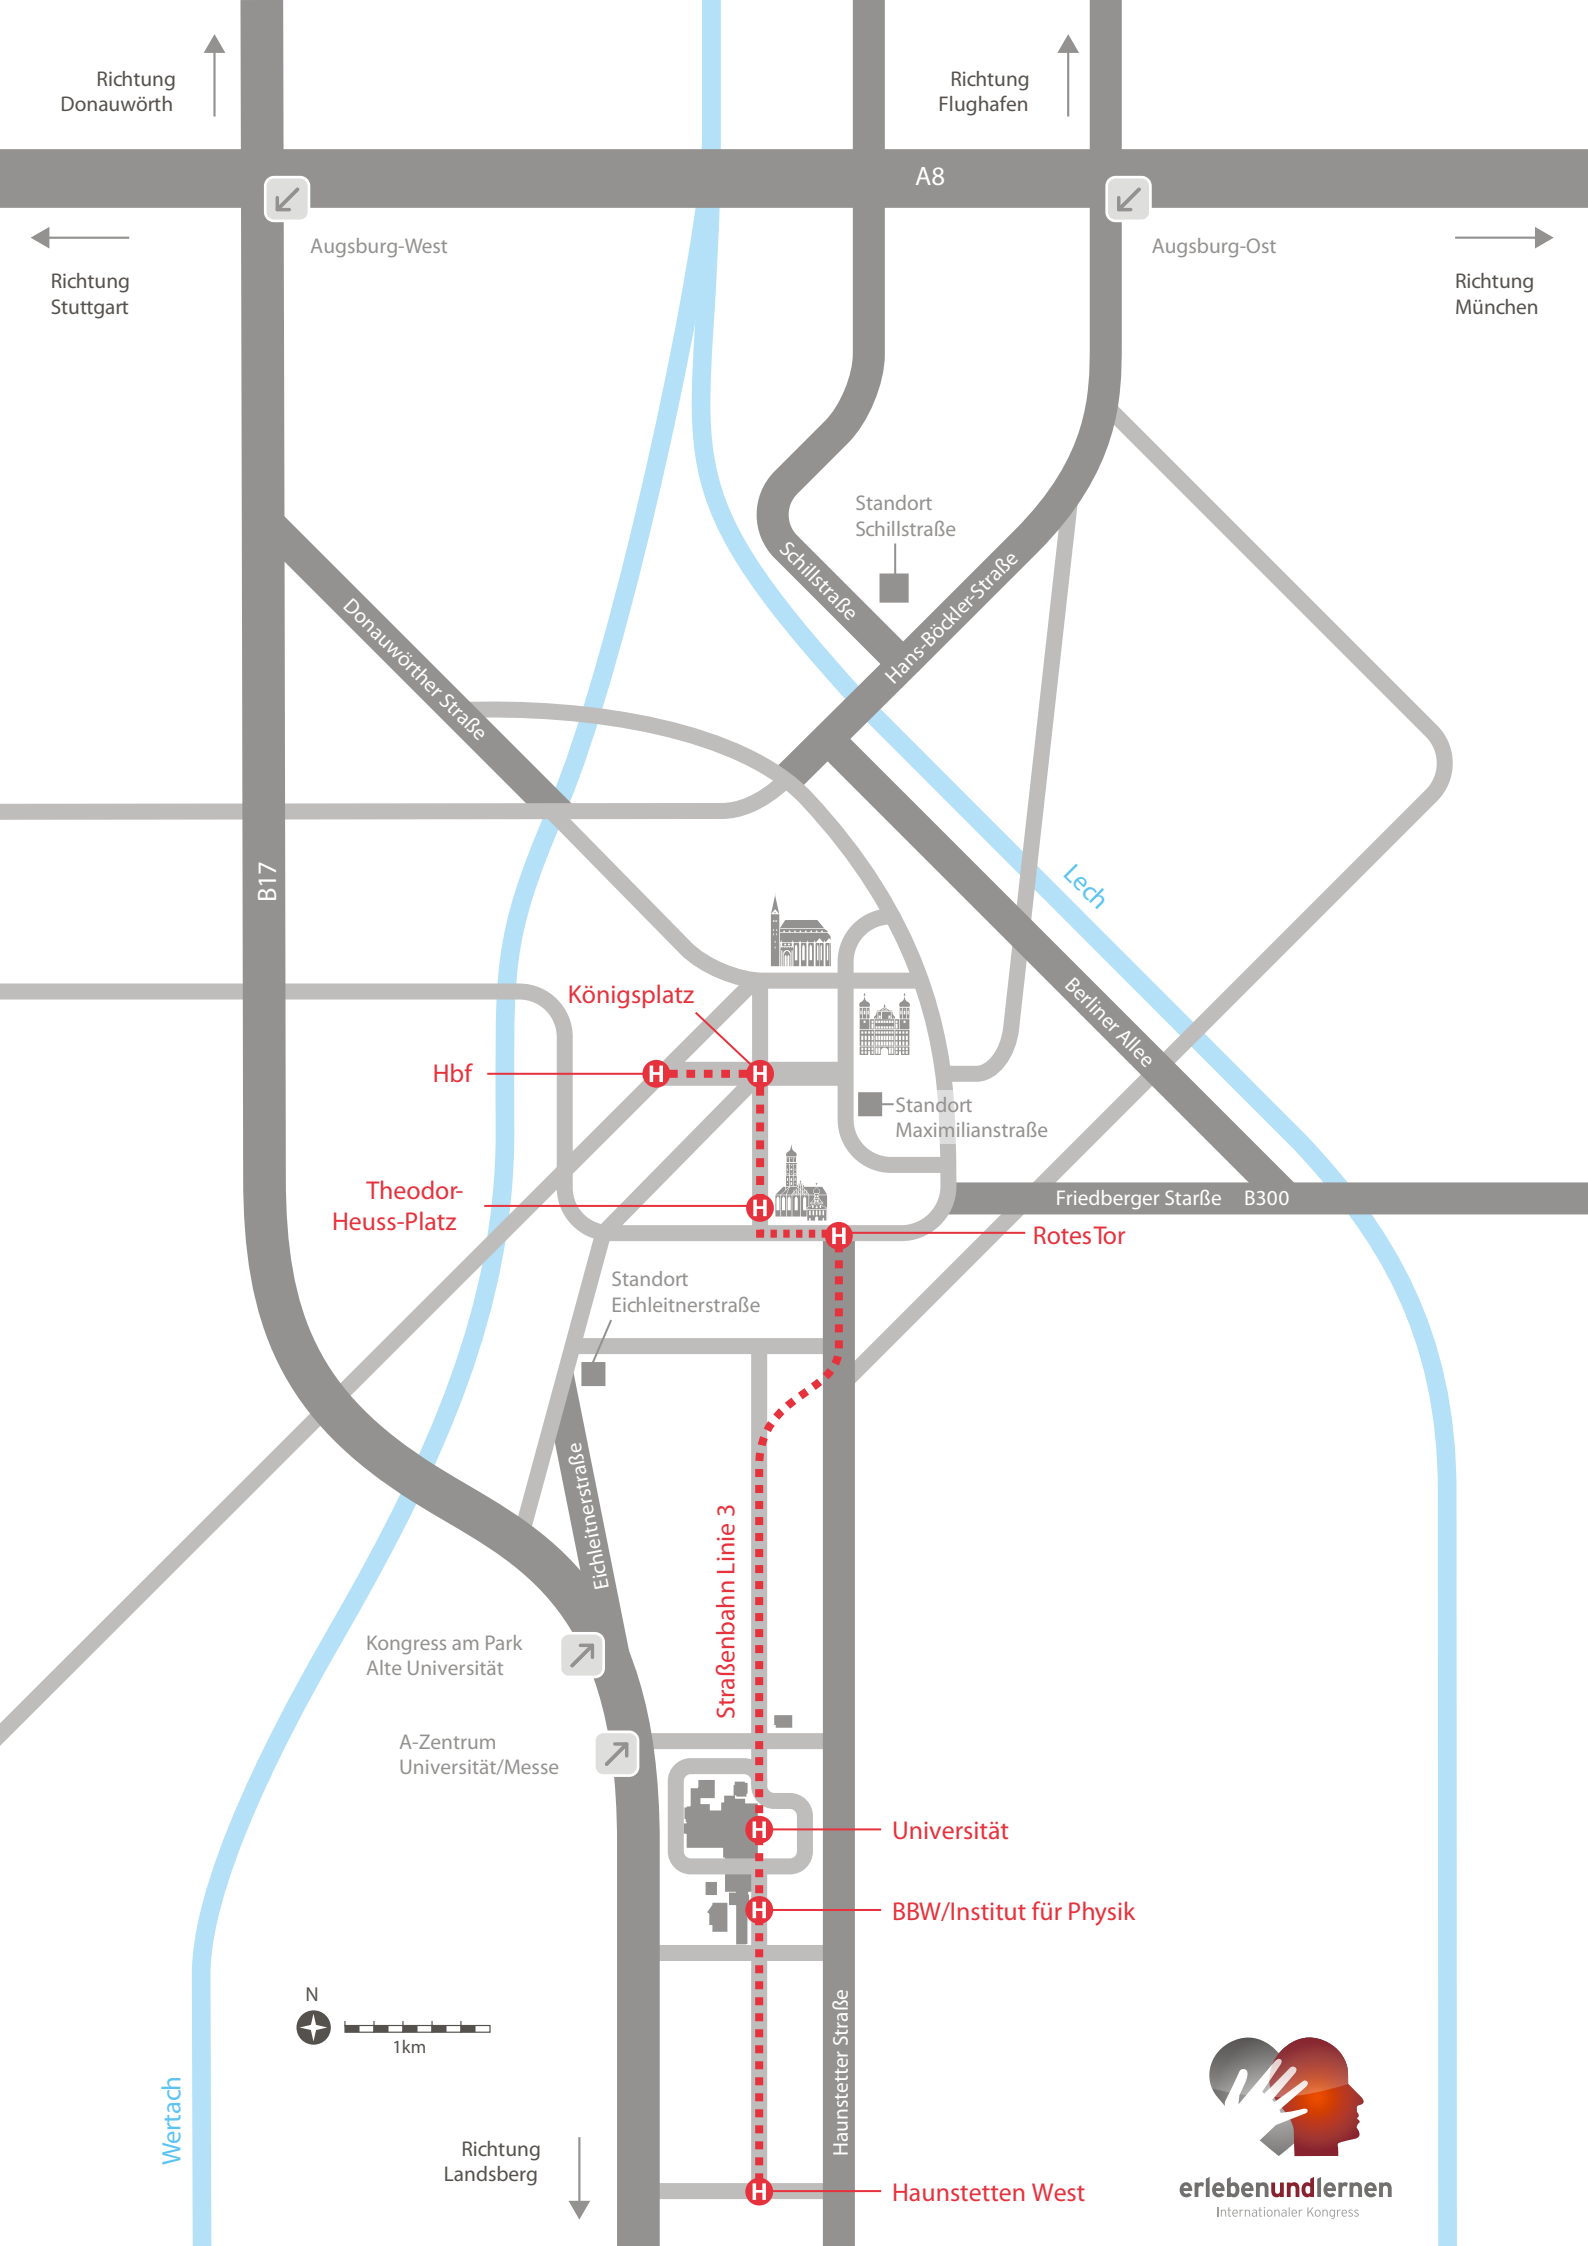 Richtung
Donauwörth
Richtung
Flughafen
A8
Augsburg-West
Augsburg-Ost
Richtung
Stuttgart
Richtung
München
Standort
Schillstraße
Schillstraße
Hans-Böckler-Straße
Donauwörther Straße
B17
Lech
Königsplatz
Berliner Allee
Hbf
H
H
Standort
Maximilianstraße
Theodor-
Heuss-Platz
H
Friedberger Starße B300
H
Rotes Tor
Standort
Eichleitnerstraße
Eichleitnerstraße
Straßenbahn Linie 3
Kongress am Park
Alte Universität
A-Zentrum
Universität/Messe
H
Universität
H
BBW/Institut für Physik
N
1km
Haunstetter Straße
Wertach
Richtung
Landsberg
H
Haunstetten West
erlebenundlernen
Internationaler Kongress